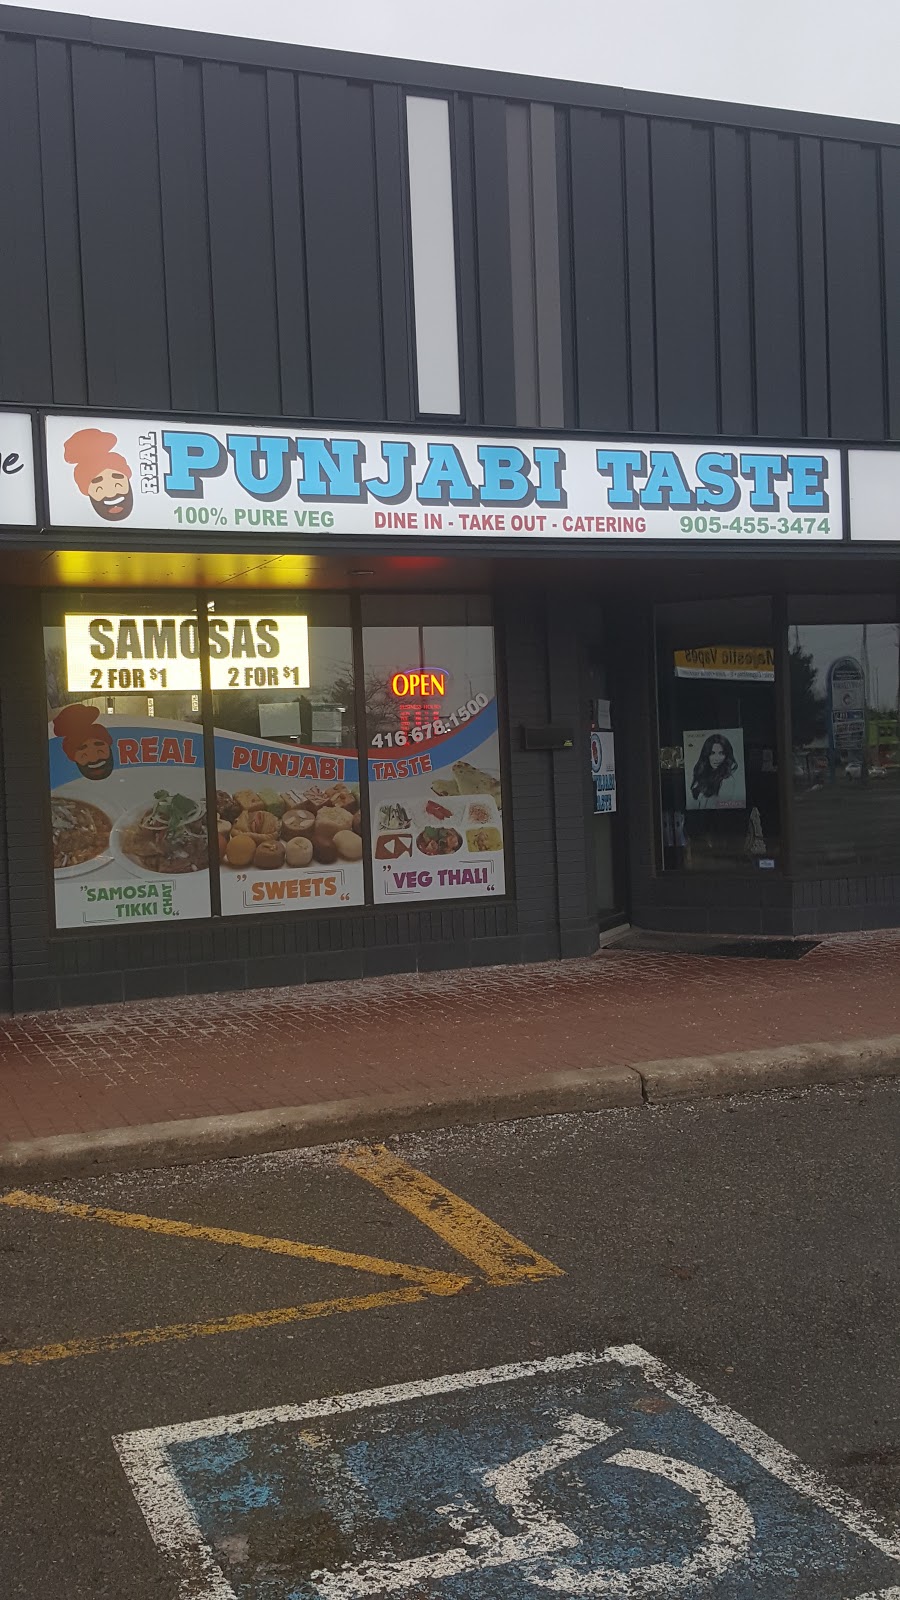 REAL PUNJABI TASTE
100% PURE VEG DINE IN - TAKE OUT - CATERING 905-455-3474
SAMOSAS
2 FOR $1 2 FOR $1
OPEN
416-678-1500
REAL PUNJABI TASTE
"SAMOSA TIKKI CHAT"
"SWEETS"
"VEG THALI"
Majestic Vapes